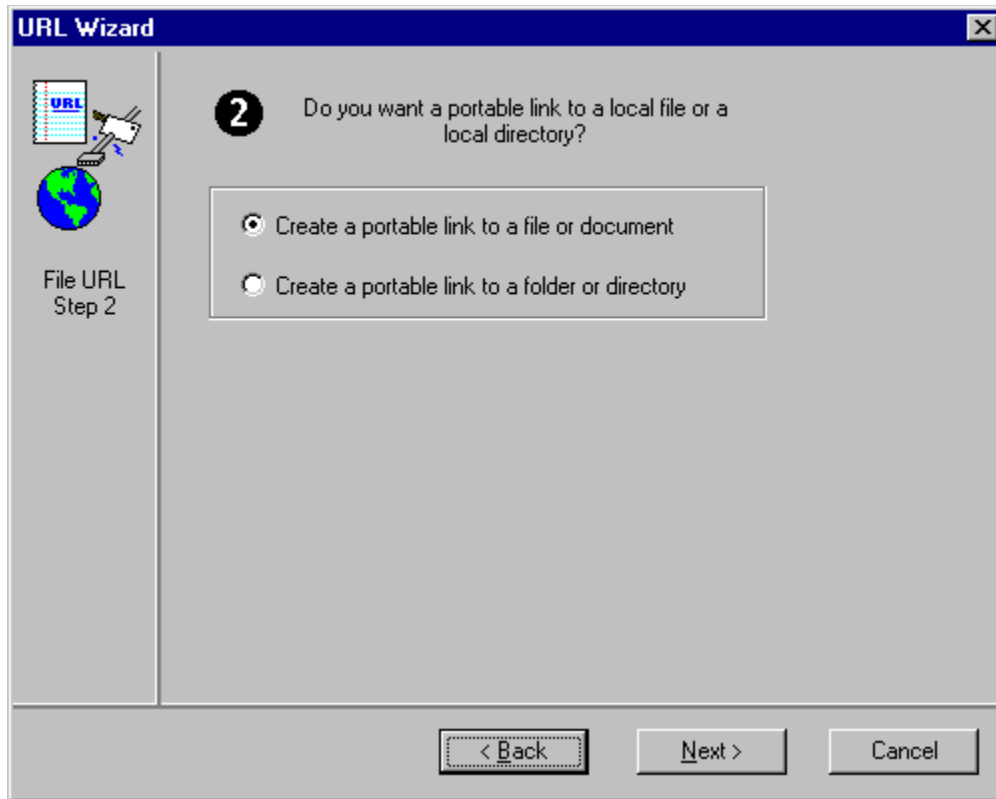 URL Wizard
URL
File URL
Step 2
2
Do you want a portable link to a local file or a
local directory?
Create a portable link to a file or document
Create a portable link to a folder or directory
< Back
Next >
Cancel